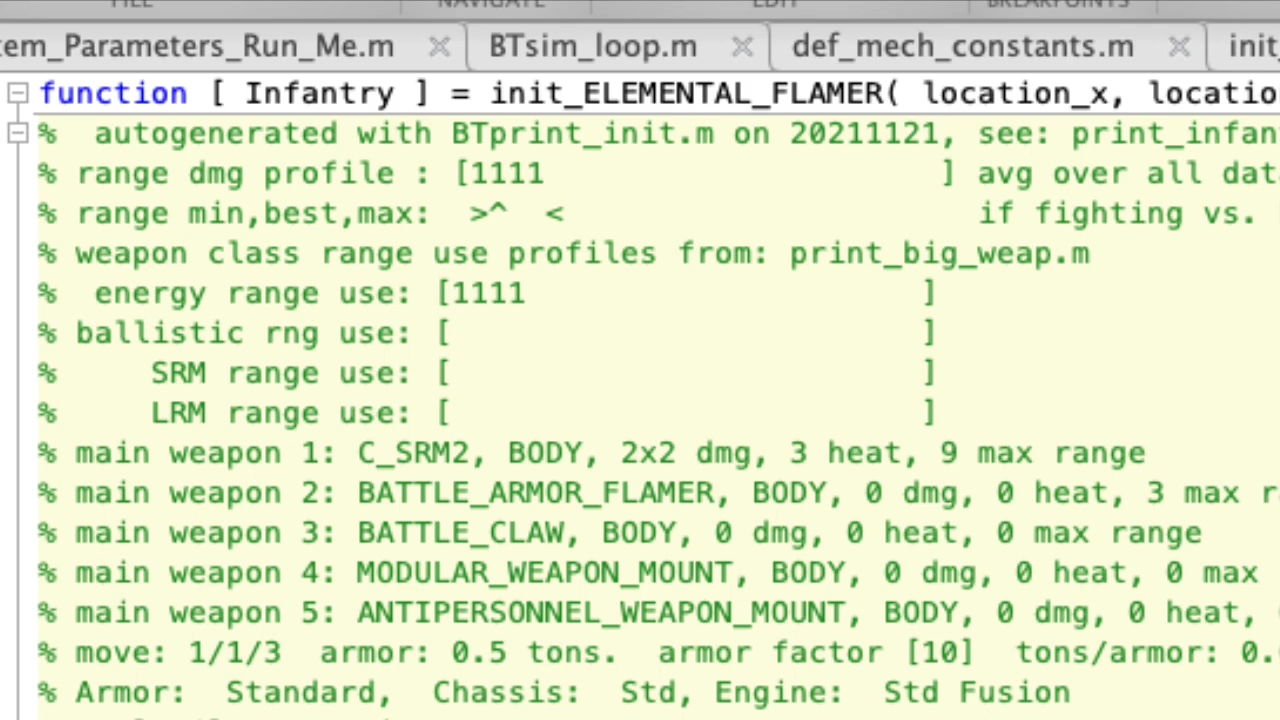 NAVIGATE EDIT BREAKPOINTS
tem_Parameters_Run_Me.m × BTsim_loop.m × def_mech_constants.m × init_
function [ Infantry ] = init_ELEMENTAL_FLAMER( location_x, locatio
%  autogenerated with BTprint_init.m on 20211121, see: print_infan
% range dmg profile : [1111                     ] avg over all dat
% range min,best,max:  >^  <                      if fighting vs.
% weapon class range use profiles from: print_big_weap.m
%  energy range use: [1111                     ]
% ballistic rng use: [                         ]
%     SRM range use: [                         ]
%     LRM range use: [                         ]
% main weapon 1: C_SRM2, BODY, 2x2 dmg, 3 heat, 9 max range
% main weapon 2: BATTLE_ARMOR_FLAMER, BODY, 0 dmg, 0 heat, 3 max r
% main weapon 3: BATTLE_CLAW, BODY, 0 dmg, 0 heat, 0 max range
% main weapon 4: MODULAR_WEAPON_MOUNT, BODY, 0 dmg, 0 heat, 0 max
% main weapon 5: ANTIPERSONNEL_WEAPON_MOUNT, BODY, 0 dmg, 0 heat,
% move: 1/1/3  armor: 0.5 tons.  armor factor [10]  tons/armor: 0.
% Armor:  Standard,  Chassis:  Std, Engine:  Std Fusion